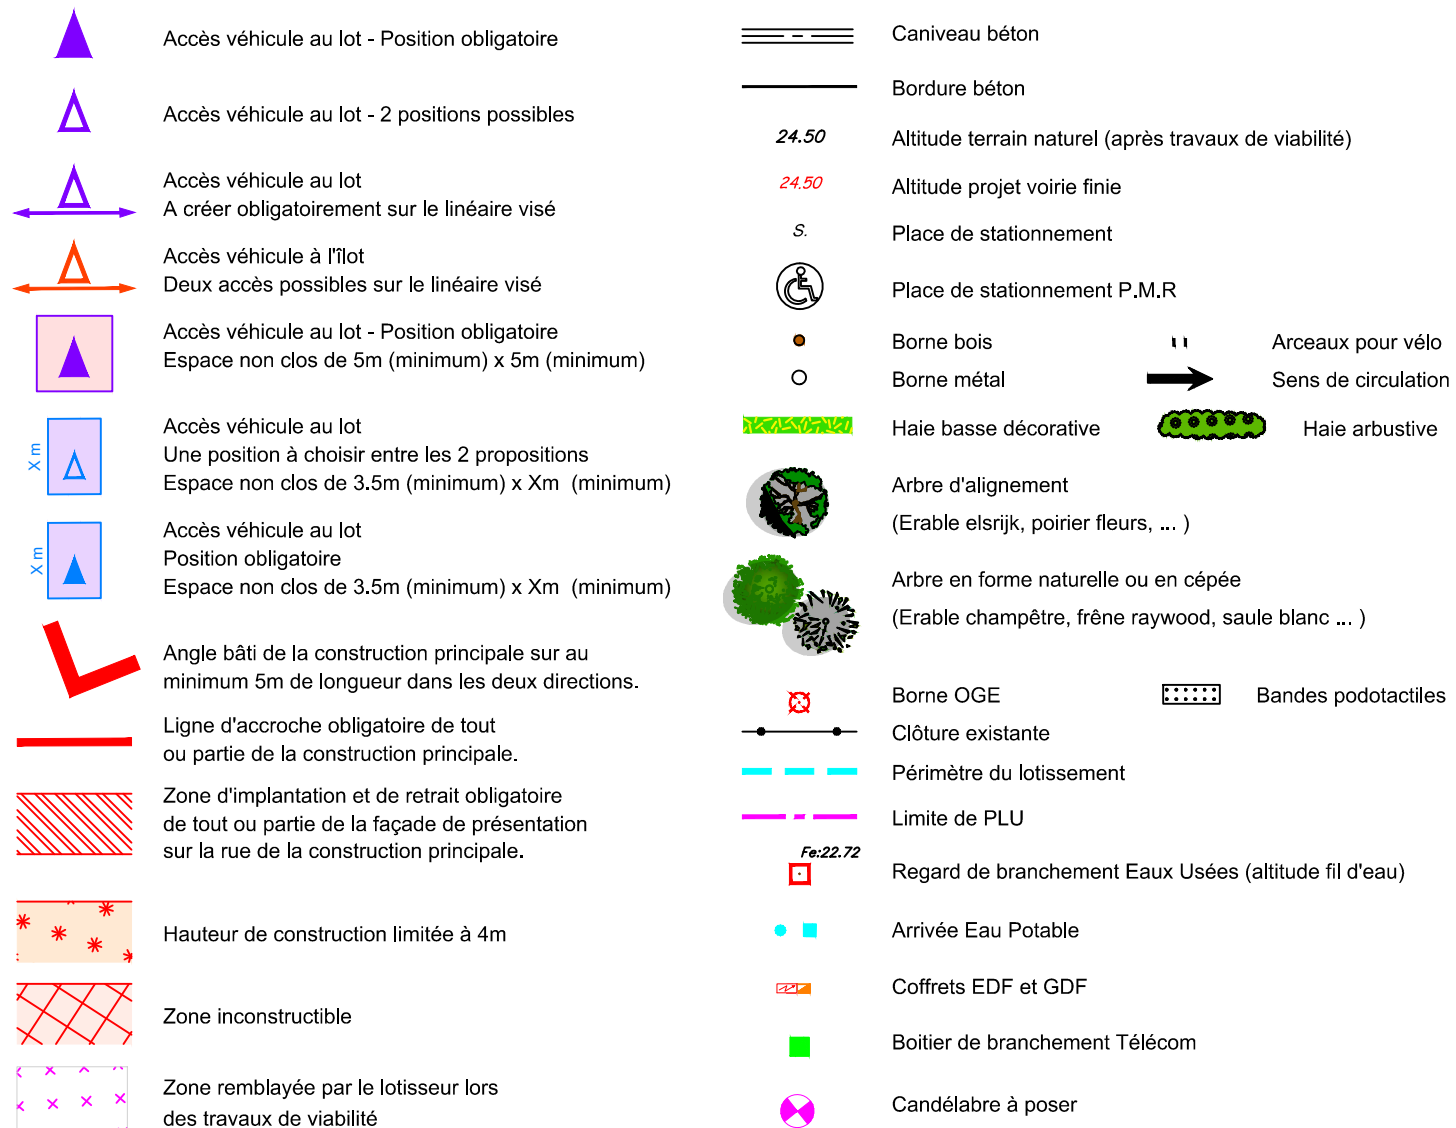 Accès véhicule au lot - Position obligatoire
Accès véhicule au lot - 2 positions possibles
Accès véhicule au lot
A créer obligatoirement sur le linéaire visé
Accès véhicule à l'îlot
Deux accès possibles sur le linéaire visé
Accès véhicule au lot - Position obligatoire
Espace non clos de 5m (minimum) x 5m (minimum)
X m
Accès véhicule au lot
Une position à choisir entre les 2 propositions
Espace non clos de 3.5m (minimum) x Xm (minimum)
X m
Accès véhicule au lot
Position obligatoire
Espace non clos de 3.5m (minimum) x Xm (minimum)
Angle bâti de la construction principale sur au
minimum 5m de longueur dans les deux directions.
Ligne d'accroche obligatoire de tout
ou partie de la construction principale.
Zone d'implantation et de retrait obligatoire
de tout ou partie de la façade de présentation
sur la rue de la construction principale.
Hauteur de construction limitée à 4m
Zone inconstructible
Zone remblayée par le lotisseur lors
des travaux de viabilité
Caniveau béton
Bordure béton
24.50 Altitude terrain naturel (après travaux de viabilité)
24.50 Altitude projet voirie finie
S. Place de stationnement
Place de stationnement P.M.R
Borne bois
Arceaux pour vélo
Borne métal
Sens de circulation
Haie basse décorative
Haie arbustive
Arbre d'alignement
(Erable elsrijk, poirier fleurs, ... )
Arbre en forme naturelle ou en cépée
(Erable champêtre, frêne raywood, saule blanc ... )
Borne OGE
Bandes podotactiles
Clôture existante
Périmètre du lotissement
Limite de PLU
Fe:22.72
Regard de branchement Eaux Usées (altitude fil d'eau)
Arrivée Eau Potable
Coffrets EDF et GDF
Boitier de branchement Télécom
Candélabre à poser